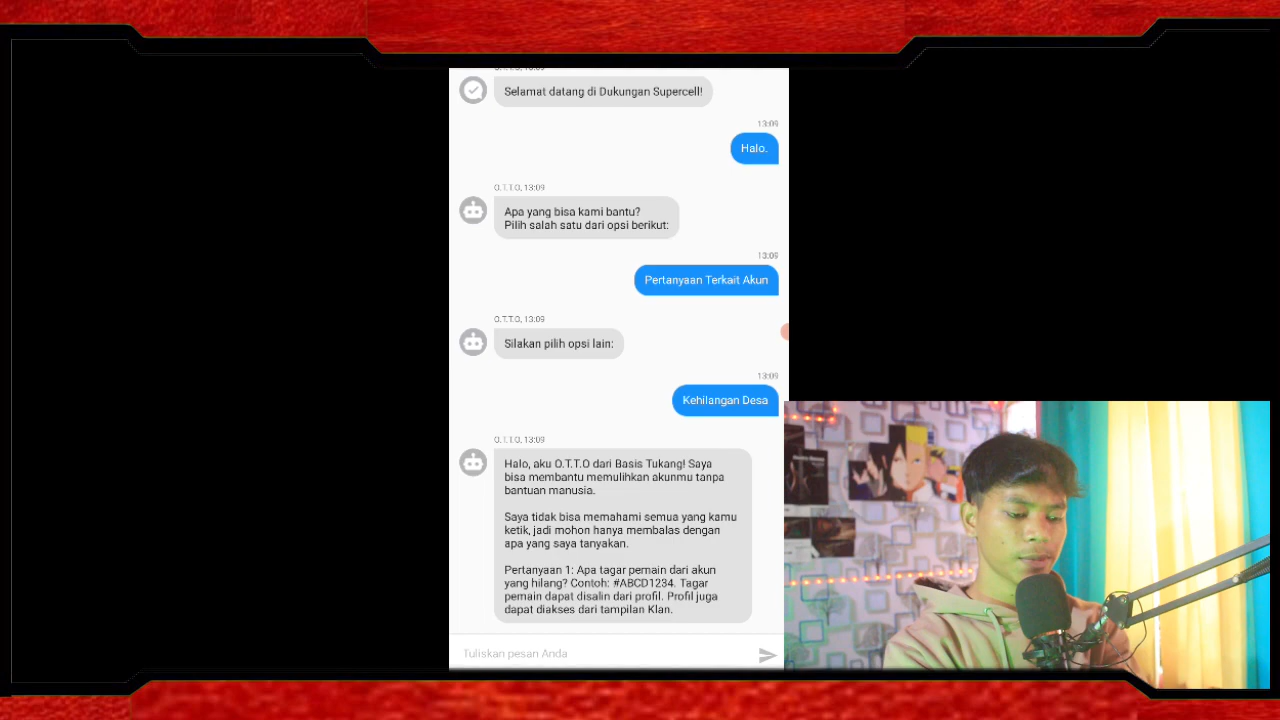 Selamat datang di Dukungan Supercell!
13:09
Halo.
O.T.T.O, 13:09
Apa yang bisa kami bantu?
Pilih salah satu dari opsi berikut:
13:09
Pertanyaan Terkait Akun
O.T.T.O, 13:09
Silakan pilih opsi lain:
13:09
Kehilangan Desa
O.T.T.O, 13:09
Halo, aku O.T.T.O dari Basis Tukang! Saya
bisa membantu memulihkan akunmu tanpa
bantuan manusia.
Saya tidak bisa memahami semua yang kamu
ketik, jadi mohon hanya membalas dengan
apa yang saya tanyakan.
Pertanyaan 1: Apa tagar pemain dari akun
yang hilang? Contoh: #ABCD1234. Tagar
pemain dapat disalin dari profil. Profil juga
dapat diakses dari tampilan Klan.
Tuliskan pesan Anda